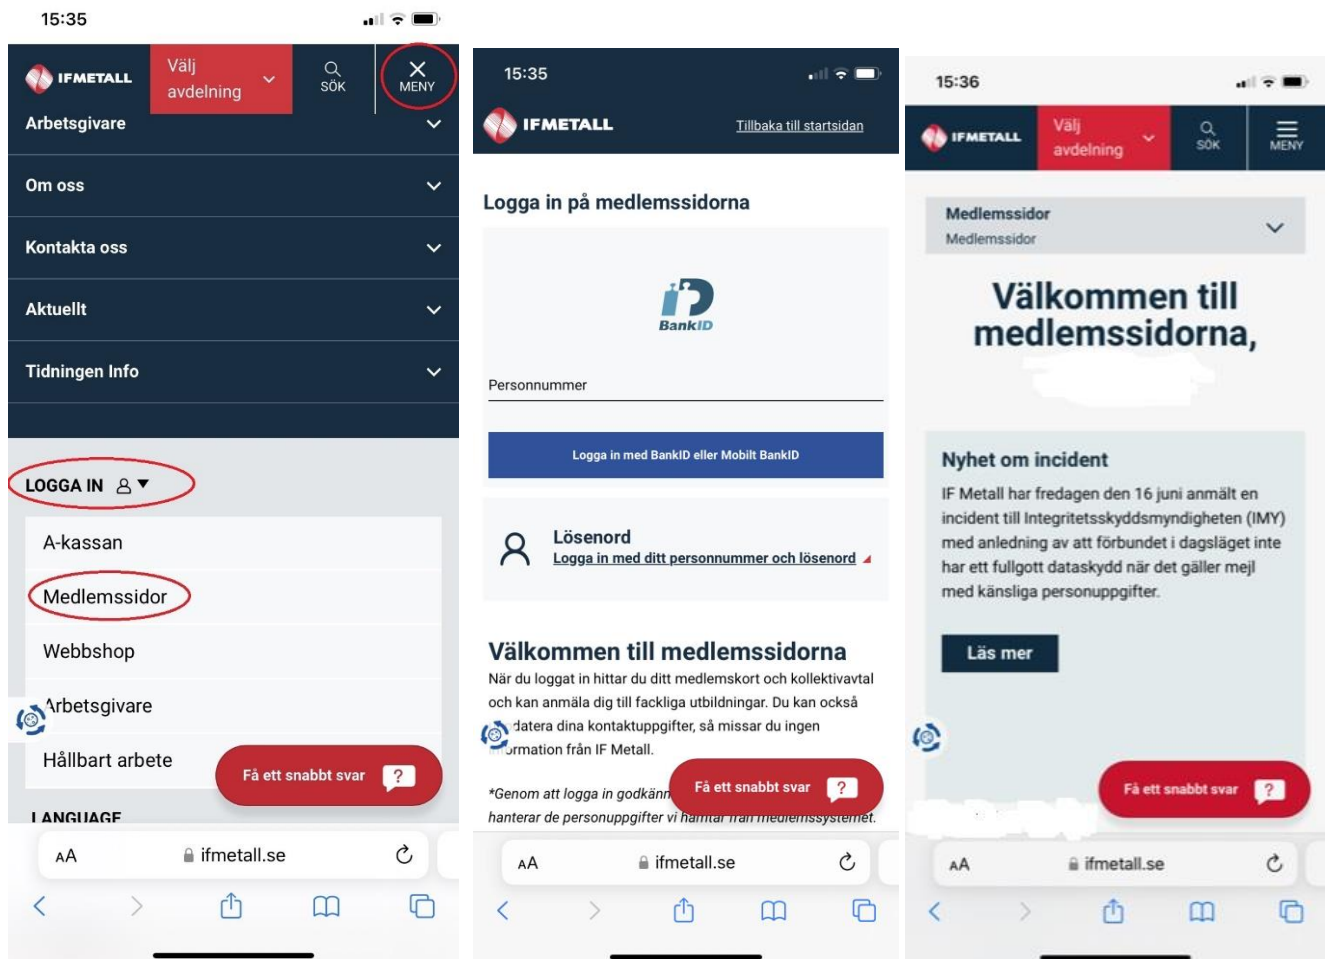 15:35
IFMETALL
Välj
avdelning
SÖK
MENY
Arbetsgivare
Om oss
Kontakta oss
Aktuellt
Tidningen Info
LOGGA IN
A-kassan
Medlemssidor
Webbshop
Arbetsgivare
Hållbart arbete
Få ett snabbt svar
?
LANGUAGE
AA
ifmetall.se
15:35
IFMETALL
Tillbaka till startsidan
Logga in på medlemssidorna
BankID
Personnummer
Logga in med BankID eller Mobilt BankID
Lösenord
Logga in med ditt personnummer och lösenord
Välkommen till medlemssidorna
När du loggat in hittar du ditt medlemskort och kollektivavtal
och kan anmäla dig till fackliga utbildningar. Du kan också
datera dina kontaktuppgifter, så missar du ingen
ormation från IF Metall.
*Genom att logga in godkänn
Få ett snabbt svar
?
hanterar de personuppgifter vi hämtar från medlemssystemet.
AA
ifmetall.se
15:36
IFMETALL
Välj
avdelning
SÖK
MENY
Medlemssidor
Medlemssidor
Välkommen till
medlemssidorna,
Nyhet om incident
IF Metall har fredagen den 16 juni anmält en
incident till Integritetsskyddsmyndigheten (IMY)
med anledning av att förbundet i dagsläget inte
har ett fullgott dataskydd när det gäller mejl
med känsliga personuppgifter.
Läs mer
Få ett snabbt svar
?
AA
ifmetall.se